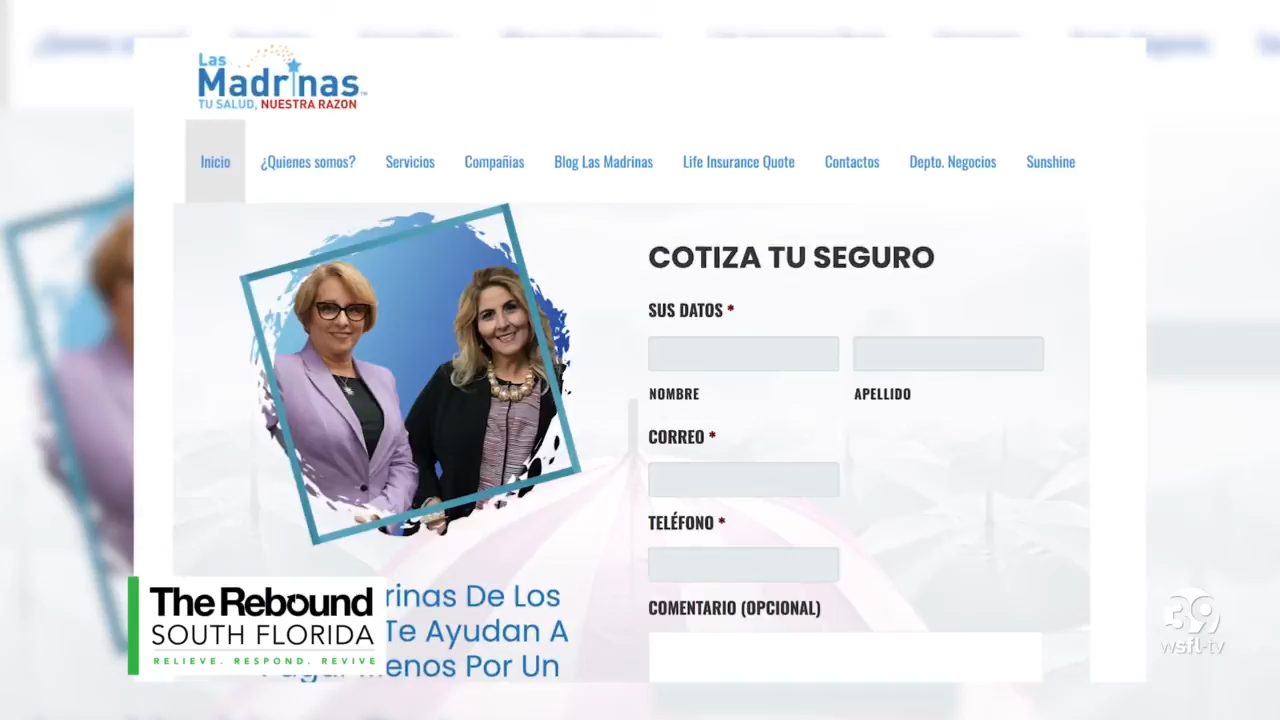 Las
Madrinas™
TU SALUD, NUESTRA RAZON
Inicio
¿Quienes somos?
Servicios
Compañias
Blog Las Madrinas
Life Insurance Quote
Contactos
Depto. Negocios
Sunshine
COTIZA TU SEGURO
SUS DATOS *
NOMBRE
APELLIDO
CORREO *
TELÉFONO *
COMENTARIO (OPCIONAL)
rinas De Los
Te Ayudan A
enos Por Un
The Rebound
SOUTH FLORIDA
RELIEVE. RESPOND. REVIVE
39
wsfl-tv